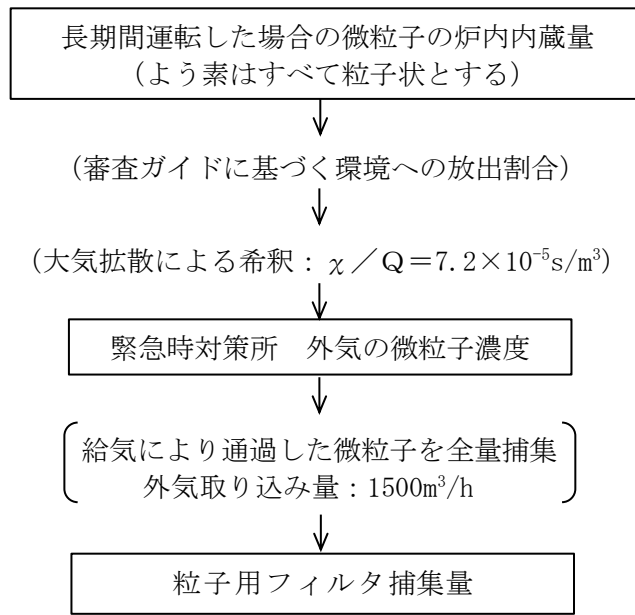 長期間運転した場合の微粒子の炉内内蔵量
（よう素はすべて粒子状とする）
（審査ガイドに基づく環境への放出割合）
（大気拡散による希釈：χ／Q＝7.2×10⁻⁵s/m³）
緊急時対策所　外気の微粒子濃度
給気により通過した微粒子を全量捕集
外気取り込み量：1500m³/h
粒子用フィルタ捕集量